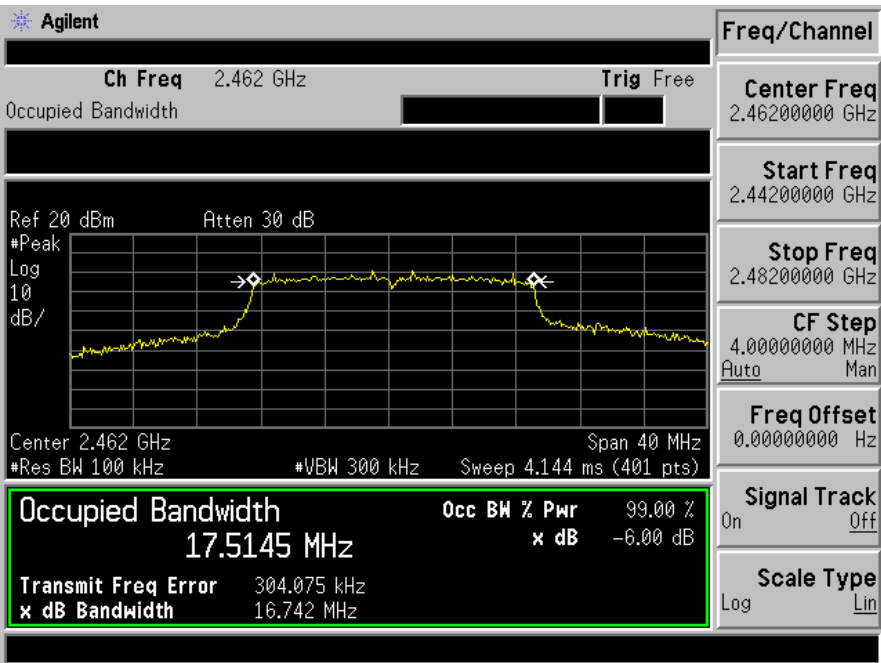 Agilent
Freq/Channel
Ch Freq 2.462 GHz Trig Free
Occupied Bandwidth
Center Freq
2.46200000 GHz
Start Freq
2.44200000 GHz
Ref 20 dBm Atten 30 dB
#Peak
Log
10
dB/
Stop Freq
2.48200000 GHz
CF Step
4.00000000 MHz
Auto Man
Freq Offset
0.00000000 Hz
Center 2.462 GHz Span 40 MHz
#Res BW 100 kHz #VBW 300 kHz Sweep 4.144 ms (401 pts)
Signal Track
On Off
Occupied Bandwidth Occ BW % Pwr 99.00 %
17.5145 MHz x dB -6.00 dB
Transmit Freq Error 304.075 kHz
x dB Bandwidth 16.742 MHz
Scale Type
Log Lin